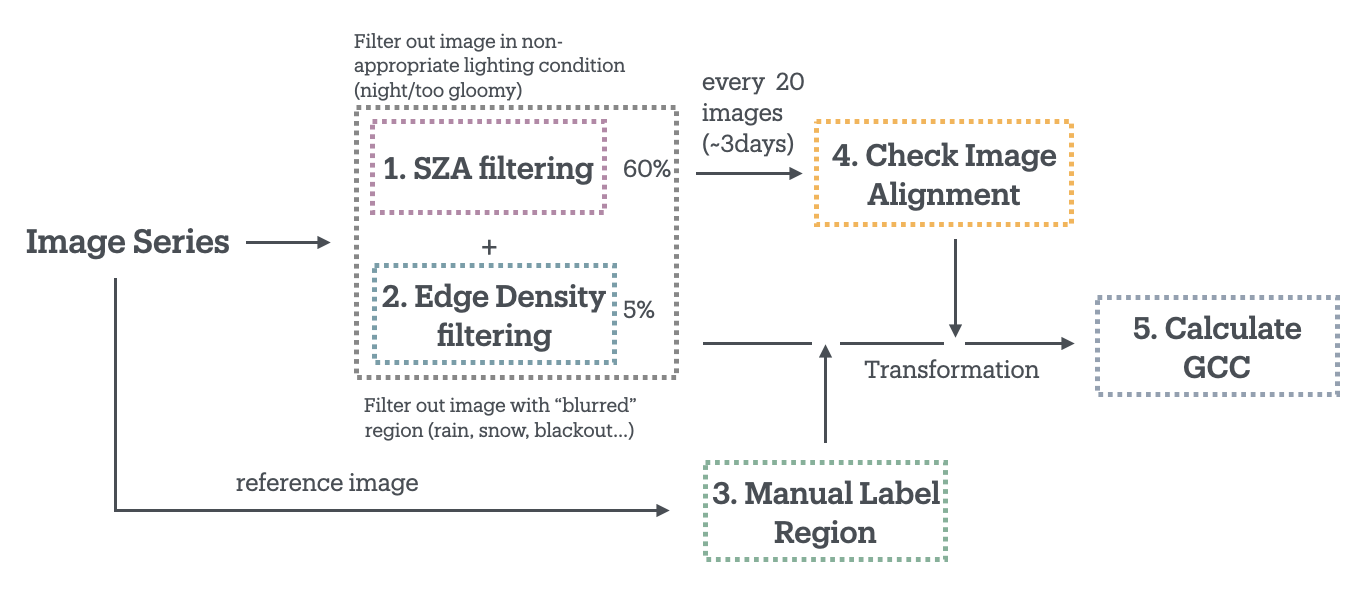 Filter out image in non-
appropriate lighting condition
(night/too gloomy)
every 20
images
(~3days)
1. SZA filtering
60%
4. Check Image
Alignment
Image Series
+
2. Edge Density
filtering
5%
5. Calculate
GCC
Transformation
Filter out image with “blurred”
region (rain, snow, blackout...)
reference image
3. Manual Label
Region